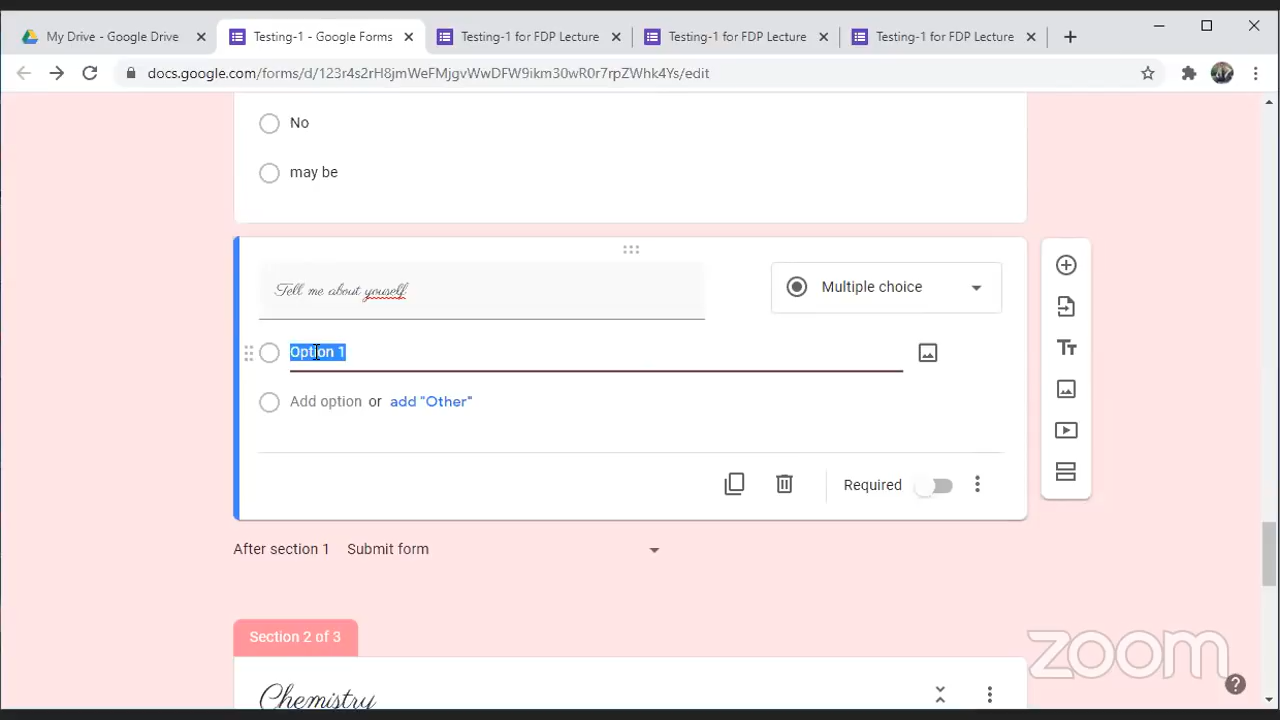 My Drive - Google Drive
Testing-1 - Google Forms
Testing-1 for FDP Lecture
Testing-1 for FDP Lecture
Testing-1 for FDP Lecture
docs.google.com/forms/d/123r4s2rH8jmWeFMjgvWwDFW9ikm30wR0r7rpZWhk4Ys/edit
No
may be
Tell me about youself.
Multiple choice
Option 1
Add option or add "Other"
Required
After section 1 Submit form
Section 2 of 3
Chemistry
zoom